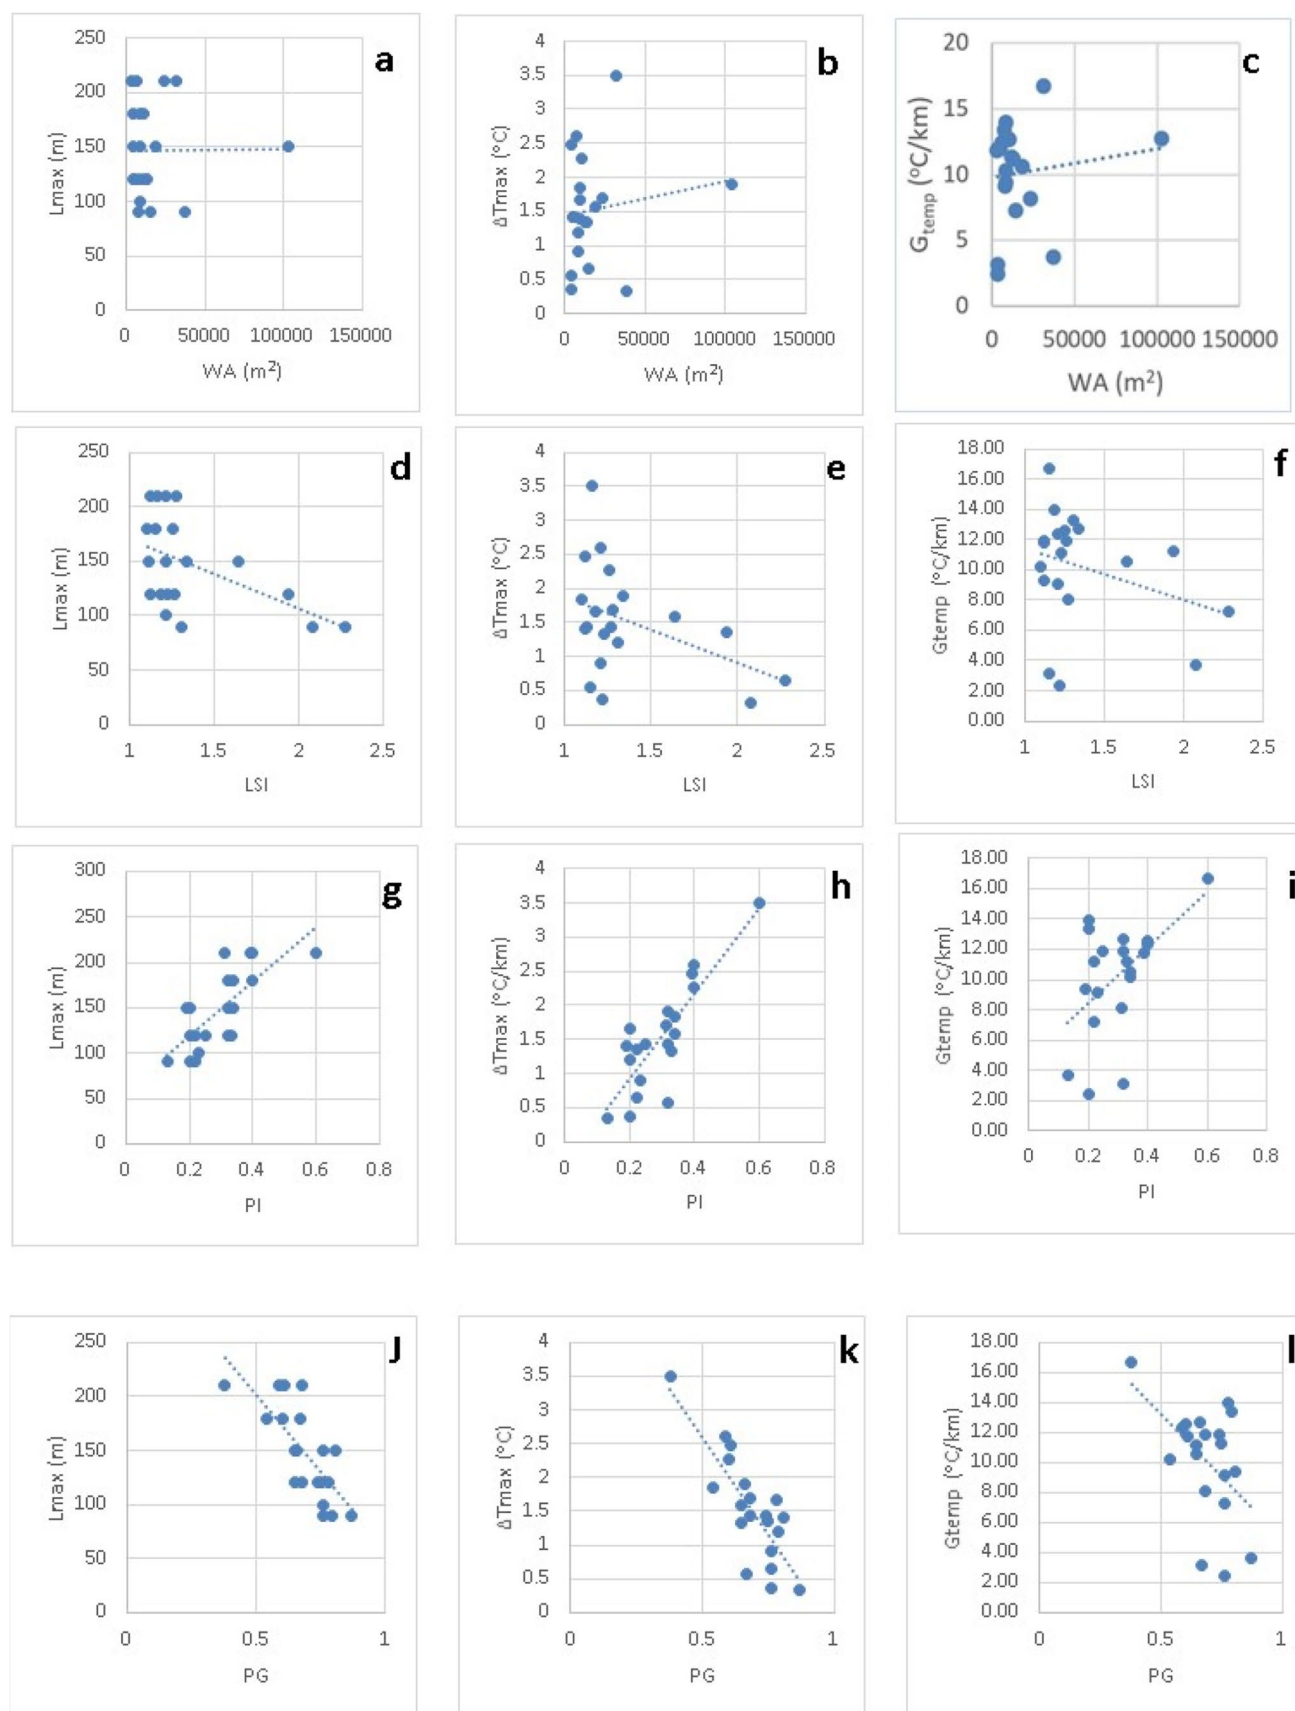 a
250
200
150
100
50
0
Lmax (m)
0 50000 100000 150000
WA (m²)
b
4
3.5
3
2.5
2
1.5
1
0.5
0
ΔTmax (°C)
0 50000 100000 150000
WA (m²)
c
20
15
10
5
0
Gtemp (°C/km)
0 50000 100000 150000
WA (m²)
d
250
200
150
100
50
0
Lmax (m)
1 1.5 2 2.5
LSI
e
4
3.5
3
2.5
2
1.5
1
0.5
0
ΔTmax (°C)
1 1.5 2 2.5
LSI
f
18.00
16.00
14.00
12.00
10.00
8.00
6.00
4.00
2.00
0.00
Gtemp (°C/km)
1 1.5 2 2.5
LSI
g
300
250
200
150
100
50
0
Lmax (m)
0 0.2 0.4 0.6 0.8
PI
h
4
3.5
3
2.5
2
1.5
1
0.5
0
ΔTmax (°C/km)
0 0.2 0.4 0.6 0.8
PI
i
18.00
16.00
14.00
12.00
10.00
8.00
6.00
4.00
2.00
0.00
Gtemp (°C/km)
0 0.2 0.4 0.6 0.8
PI
J
250
200
150
100
50
0
Lmax (m)
0 0.5 1
PG
k
4
3.5
3
2.5
2
1.5
1
0.5
0
ΔTmax (°C)
0 0.5 1
PG
l
18.00
16.00
14.00
12.00
10.00
8.00
6.00
4.00
2.00
0.00
Gtemp (°C/km)
0 0.5 1
PG